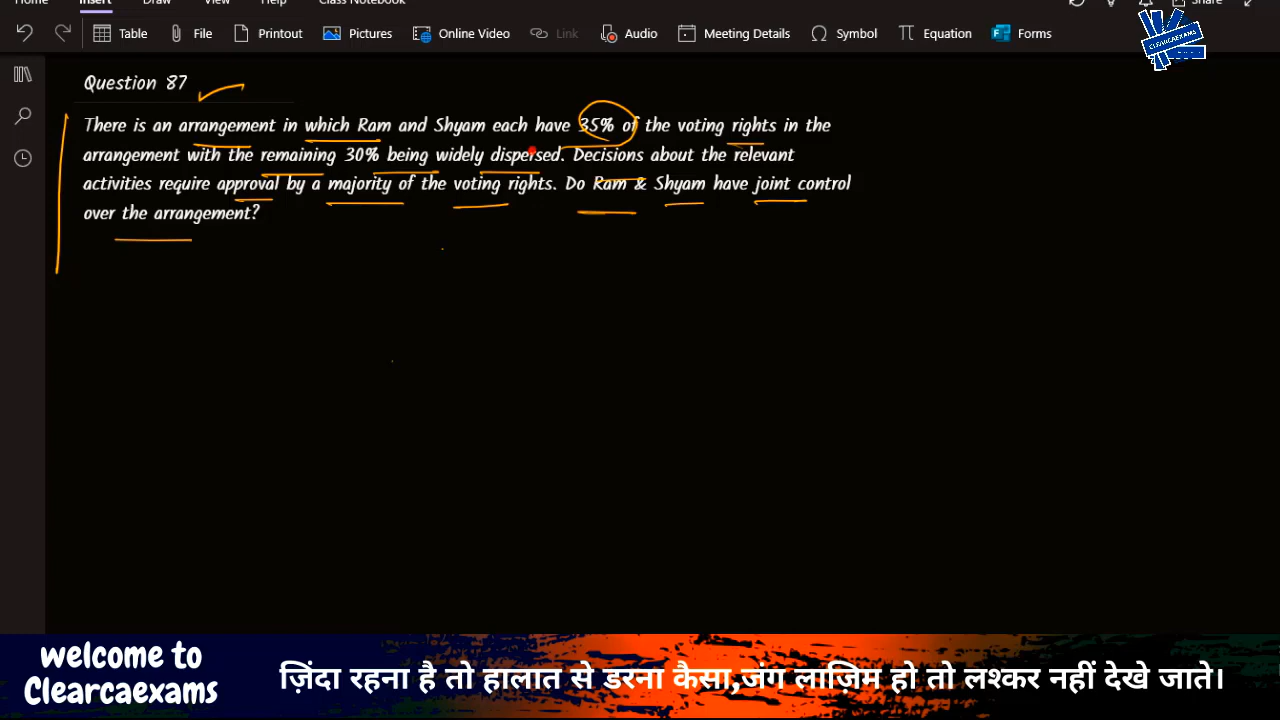 Home Insert Draw View Help Class Notebook Share
Table File Printout Pictures Online Video Link Audio Meeting Details Symbol Equation Forms
CLEARCAEXAMS
Question 87
There is an arrangement in which Ram and Shyam each have 35% of the voting rights in the
arrangement with the remaining 30% being widely dispersed. Decisions about the relevant
activities require approval by a majority of the voting rights. Do Ram & Shyam have joint control
over the arrangement?
welcome to
Clearcaexams
ज़िंदा रहना है तो हालात से डरना कैसा,जंग लाज़िम हो तो लश्कर नहीं देखे जाते।